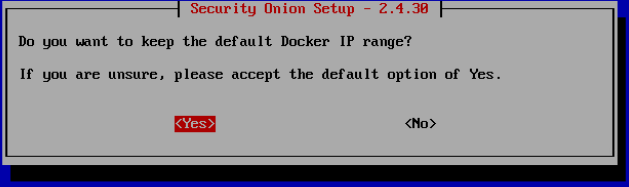 Security Onion Setup - 2.4.30
Do you want to keep the default Docker IP range?
If you are unsure, please accept the default option of Yes.
<Yes> <No>